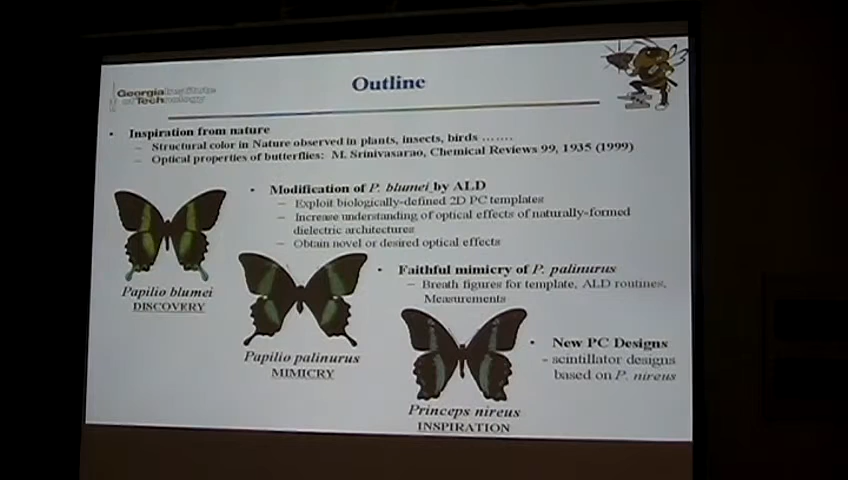 Outline
Georgia Institute
of Technology
• Inspiration from nature
– Structural color in Nature observed in plants, insects, birds …….
– Optical properties of butterflies: M. Srinivasarao, Chemical Reviews 99, 1935 (1999)
• Modification of P. blumei by ALD
– Exploit biologically-defined 2D PC templates
– Increase understanding of optical effects of naturally-formed
dielectric architectures
– Obtain novel or desired optical effects
Papilio blumei
DISCOVERY
• Faithful mimicry of P. palinurus
– Breath figures for template, ALD routines,
Measurements
Papilio palinurus
MIMICRY
• New PC Designs
- scintillator designs
based on P. nireus
Princeps nireus
INSPIRATION